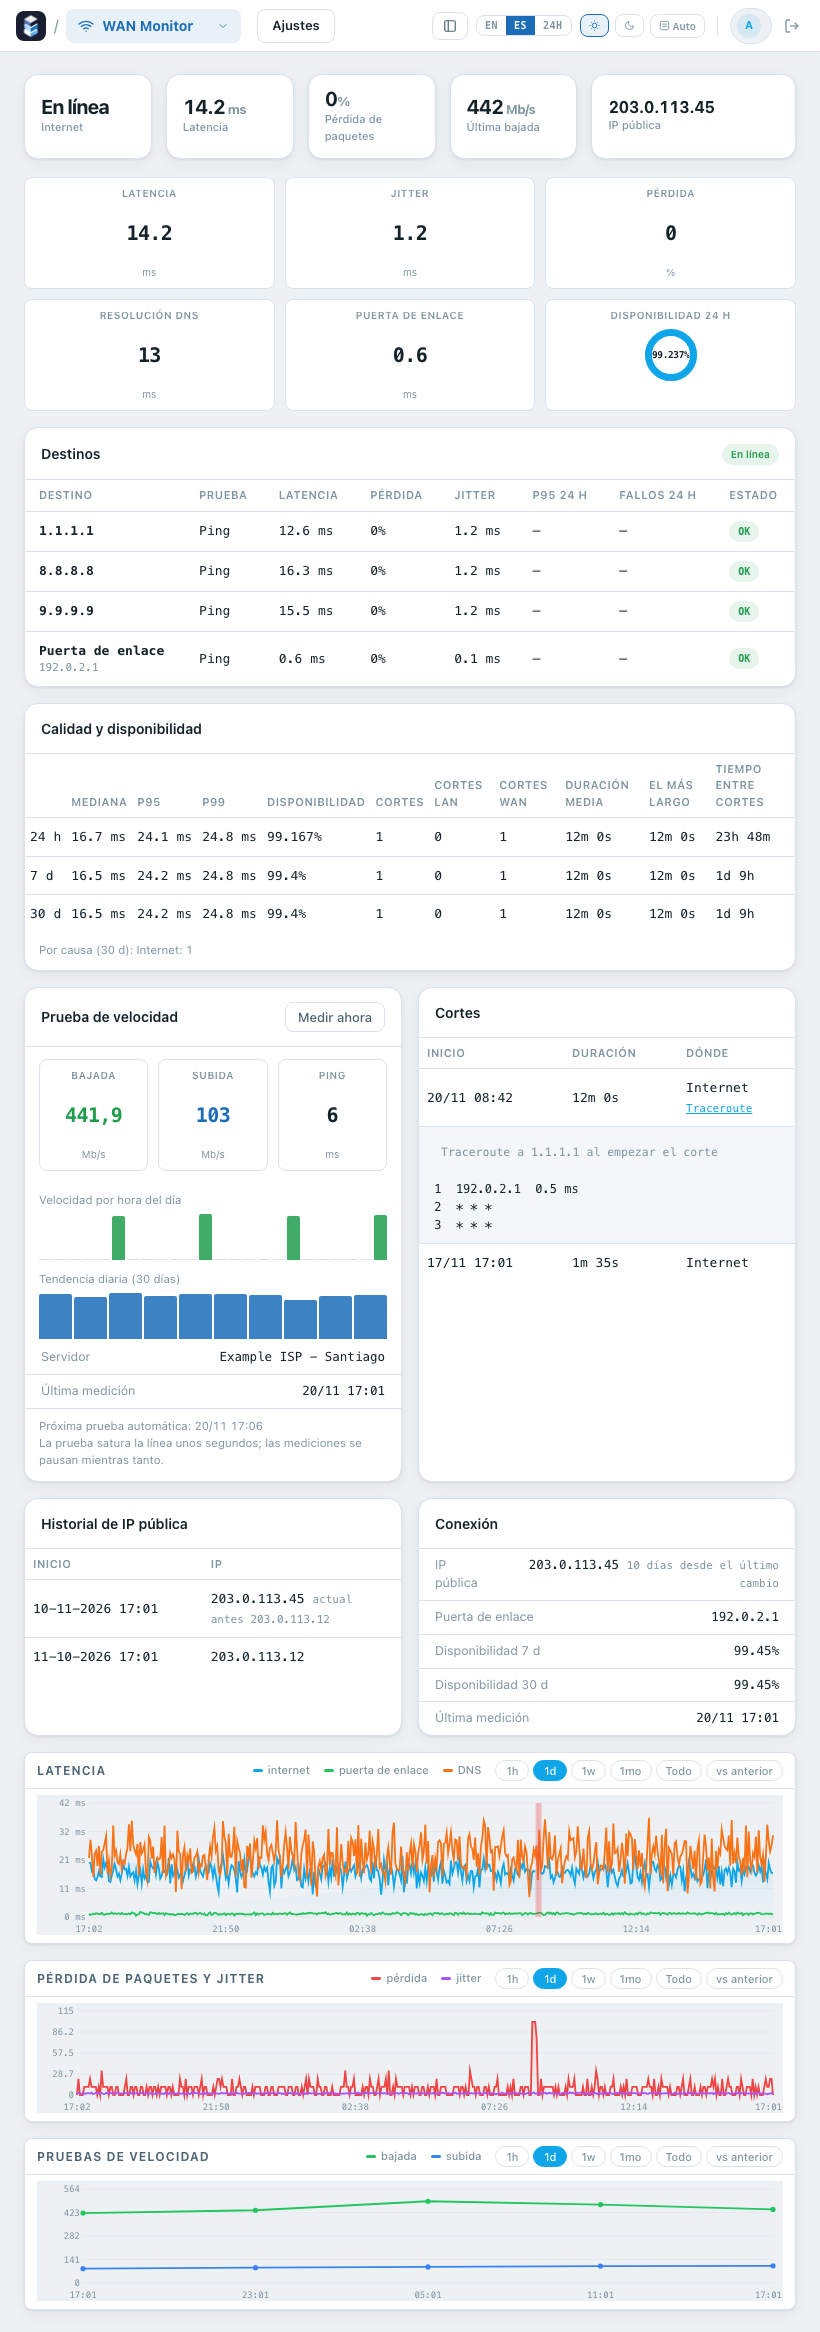 / WAN Monitor Ajustes EN ES 24H Auto A
En línea
Internet
14.2 ms
Latencia
0%
Pérdida de
paquetes
442 Mb/s
Última bajada
203.0.113.45
IP pública
LATENCIA
14.2
ms
JITTER
1.2
ms
PÉRDIDA
0
%
RESOLUCIÓN DNS
13
ms
PUERTA DE ENLACE
0.6
ms
DISPONIBILIDAD 24 H
99.237%
Destinos En línea
DESTINO PRUEBA LATENCIA PÉRDIDA JITTER P95 24 H FALLOS 24 H ESTADO
1.1.1.1 Ping 12.6 ms 0% 1.2 ms — — OK
8.8.8.8 Ping 16.3 ms 0% 1.2 ms — — OK
9.9.9.9 Ping 15.5 ms 0% 1.2 ms — — OK
Puerta de enlace Ping 0.6 ms 0% 0.1 ms — — OK
192.0.2.1
Calidad y disponibilidad
MEDIANA P95 P99 DISPONIBILIDAD CORTES CORTES LAN CORTES WAN DURACIÓN MEDIA EL MÁS LARGO TIEMPO ENTRE CORTES
24 h 16.7 ms 24.1 ms 24.8 ms 99.167% 1 0 1 12m 0s 12m 0s 23h 48m
7 d 16.5 ms 24.2 ms 24.8 ms 99.4% 1 0 1 12m 0s 12m 0s 1d 9h
30 d 16.5 ms 24.2 ms 24.8 ms 99.4% 1 0 1 12m 0s 12m 0s 1d 9h
Por causa (30 d): Internet: 1
Prueba de velocidad Medir ahora
BAJADA
441,9
Mb/s
SUBIDA
103
Mb/s
PING
6
ms
Velocidad por hora del día
Tendencia diaria (30 días)
Servidor Example ISP — Santiago
Última medición 20/11 17:01
Próxima prueba automática: 20/11 17:06
La prueba satura la línea unos segundos; las mediciones se
pausan mientras tanto.
Cortes
INICIO DURACIÓN DÓNDE
20/11 08:42 12m 0s Internet
Traceroute
Traceroute a 1.1.1.1 al empezar el corte
1 192.0.2.1 0.5 ms
2 * * *
3 * * *
17/11 17:01 1m 35s Internet
Historial de IP pública
INICIO IP
10-11-2026 17:01 203.0.113.45 actual
antes 203.0.113.12
11-10-2026 17:01 203.0.113.12
Conexión
IP pública 203.0.113.45 10 días desde el último cambio
Puerta de enlace 192.0.2.1
Disponibilidad 7 d 99.45%
Disponibilidad 30 d 99.45%
Última medición 20/11 17:01
LATENCIA internet puerta de enlace DNS 1h 1d 1w 1mo Todo vs anterior
42 ms
32 ms
21 ms
11 ms
0 ms
17:02 21:50 02:38 07:26 12:14 17:01
PÉRDIDA DE PAQUETES Y JITTER pérdida jitter 1h 1d 1w 1mo Todo vs anterior
115
86.2
57.5
28.7
0
17:02 21:50 02:38 07:26 12:14 17:01
PRUEBAS DE VELOCIDAD bajada subida 1h 1d 1w 1mo Todo vs anterior
564
423
282
141
0
17:01 23:01 05:01 11:01 17:01